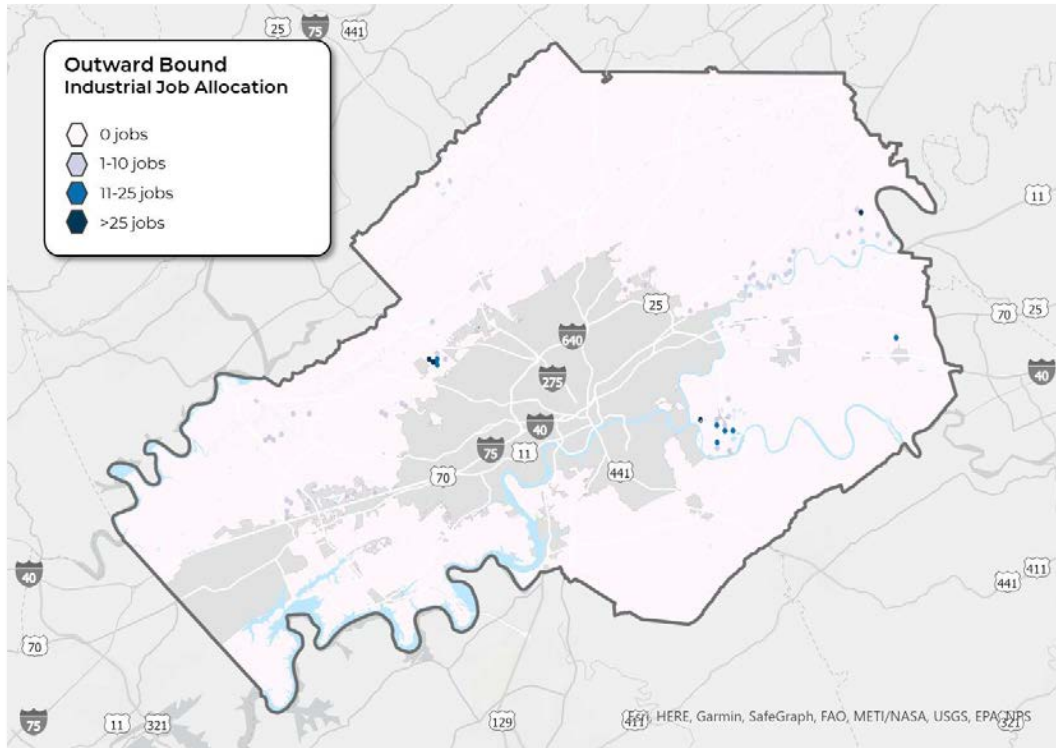 25 75 441
Outward Bound
Industrial Job Allocation
0 jobs
1-10 jobs
11-25 jobs
>25 jobs
11
25
70 25
640
40
275
40
75 11
70
441
40
411
441
70
75 11 321 129 411 321
Esri, HERE, Garmin, SafeGraph, FAO, METI/NASA, USGS, EPA, NPS